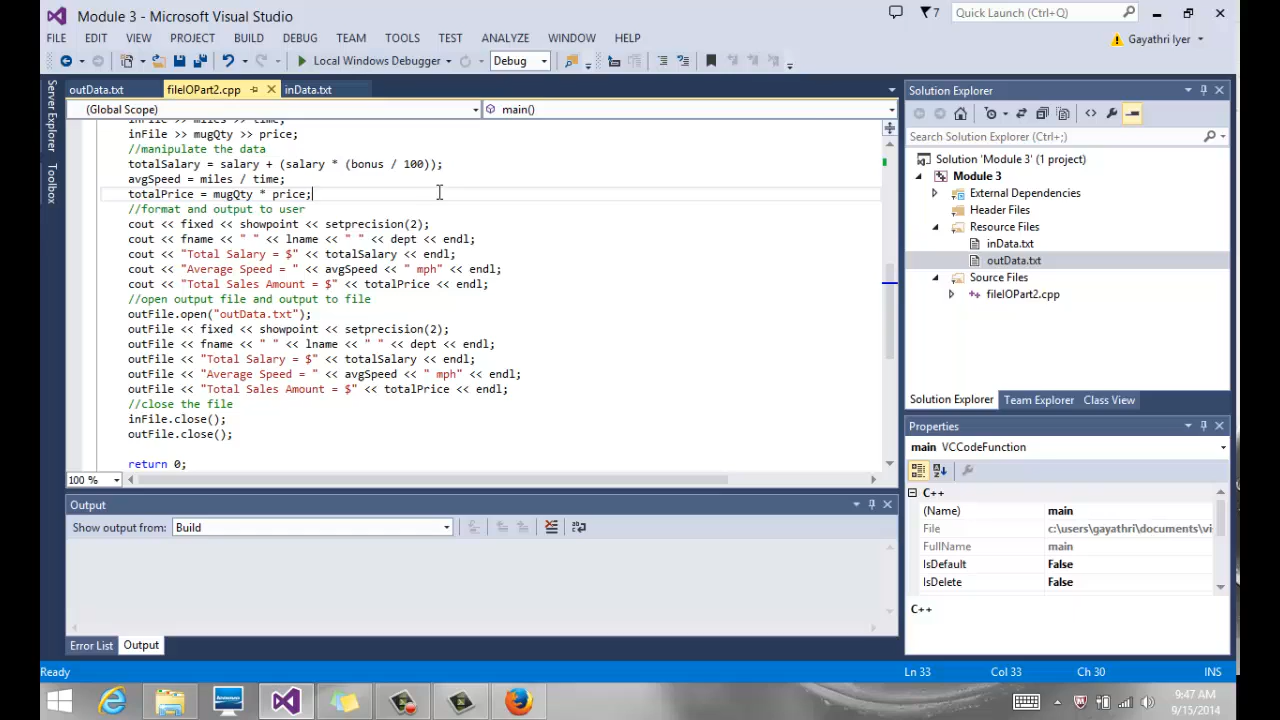 Module 3 - Microsoft Visual Studio
7
Quick Launch (Ctrl+Q)
FILE EDIT VIEW PROJECT BUILD DEBUG TEAM TOOLS TEST ANALYZE WINDOW HELP
Gayathri Iyer
Local Windows Debugger
Debug
Server Explorer
Toolbox
outData.txt
fileIOPart2.cpp
inData.txt
(Global Scope)
main()
inFile >> miles >> time;
inFile >> mugQty >> price;
//manipulate the data
totalSalary = salary + (salary * (bonus / 100));
avgSpeed = miles / time;
totalPrice = mugQty * price;
//format and output to user
cout << fixed << showpoint << setprecision(2);
cout << fname << " " << lname << " " << dept << endl;
cout << "Total Salary = $" << totalSalary << endl;
cout << "Average Speed = " << avgSpeed << " mph" << endl;
cout << "Total Sales Amount = $" << totalPrice << endl;
//open output file and output to file
outFile.open("outData.txt");
outFile << fixed << showpoint << setprecision(2);
outFile << fname << " " << lname << " " << dept << endl;
outFile << "Total Salary = $" << totalSalary << endl;
outFile << "Average Speed = " << avgSpeed << " mph" << endl;
outFile << "Total Sales Amount = $" << totalPrice << endl;
//close the file
inFile.close();
outFile.close();
return 0;
100 %
Output
Show output from: Build
Error List
Output
Solution Explorer
Search Solution Explorer (Ctrl+;)
Solution 'Module 3' (1 project)
Module 3
External Dependencies
Header Files
Resource Files
inData.txt
outData.txt
Source Files
fileIOPart2.cpp
Solution Explorer Team Explorer Class View
Properties
main VCCodeFunction
C++
(Name) main
File c:\users\gayathri\documents\vi
FullName main
IsDefault False
IsDelete False
C++
Ready
Ln 33
Col 33
Ch 30
INS
9:47 AM
9/15/2014